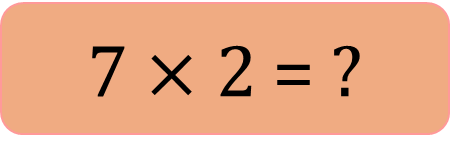 7 × 2 = ?